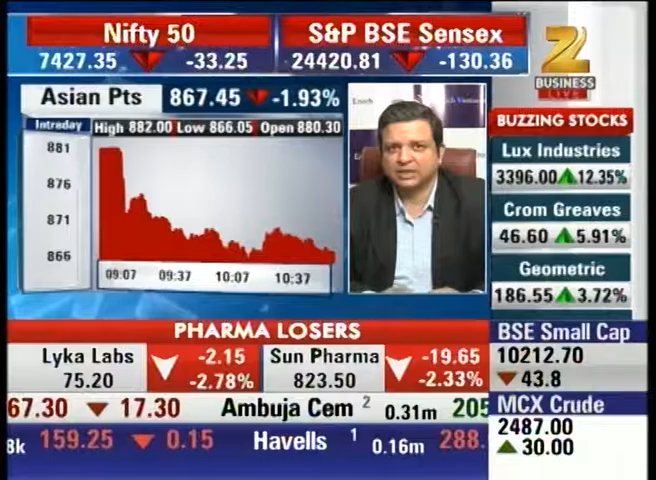 Nifty 50
7427.35 -33.25
S&P BSE Sensex
24420.81 -130.36
Z
BUSINESS
LIVE
Asian Pts 867.45 -1.93%
Intraday High 882.00 Low 866.05 Open 880.30
881
876
871
866
09:07 09:37 10:07 10:37
BUZZING STOCKS
Lux Industries
3396.00 12.35%
Crom Greaves
46.60 5.91%
Geometric
186.55 3.72%
PHARMA LOSERS
Lyka Labs -2.15
75.20 -2.78%
Sun Pharma -19.65
823.50 -2.33%
BSE Small Cap
10212.70
43.8
MCX Crude
2487.00
30.00
67.30 17.30 Ambuja Cem 2 0.31m 205
8k 159.25 0.15 Havells 1 0.16m 288.